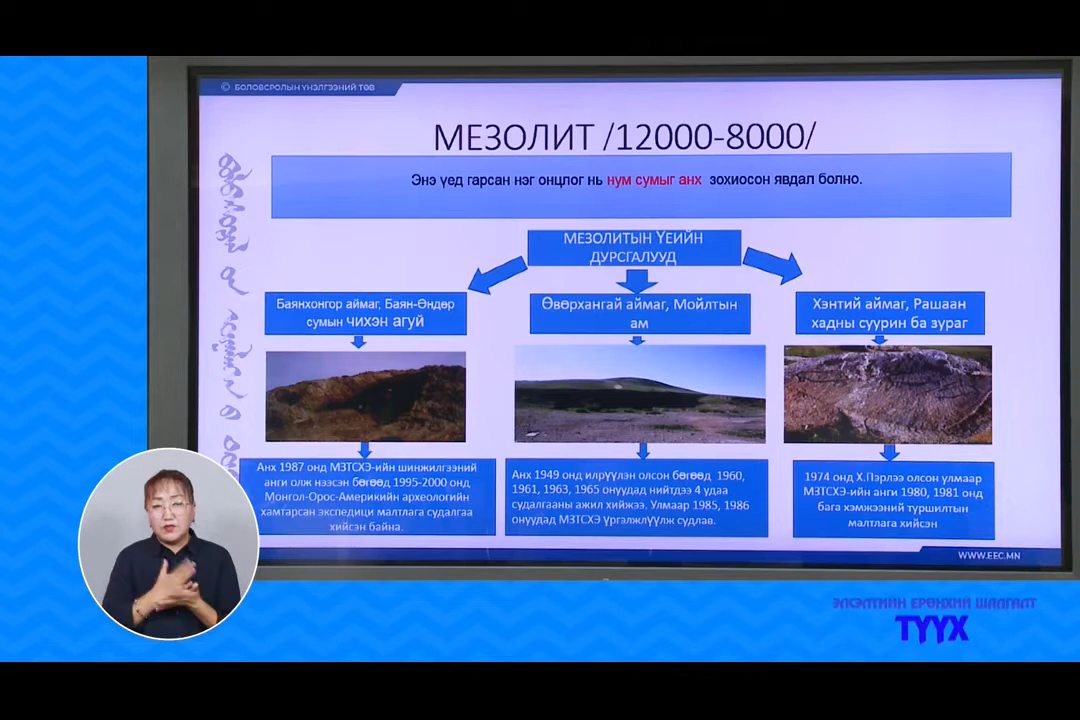 © БОЛОВСРОЛЫН ҮНЭЛГЭЭНИЙ ТӨВ
МЕЗОЛИТ /12000-8000/
Энэ үед гарсан нэг онцлог нь нум сумыг анх зохиосон явдал болно.
МЕЗОЛИТЫН ҮЕИЙН
ДУРСГАЛУУД
Баянхонгор аймаг, Баян-Өндөр
сумын чихэн агуй
Өвөрхангай аймаг, Мойлтын
ам
Хэнтий аймаг, Рашаан
хадны суурин ба зураг
Анх 1987 онд МЗТСХЭ-ийн шинжилгээний
анги олж нээсэн бөгөөд 1995-2000 онд
Монгол-Орос-Америкийн археологийн
хамтарсан экспедици малтлага судалгаа
хийсэн байна.
Анх 1949 онд илрүүлэн олсон бөгөөд 1960,
1961, 1963, 1965 онуудад нийтдээ 4 удаа
судалгааны ажил хийжээ. Улмаар 1985, 1986
онуудад МЗТСХЭ үргэлжлүүлж судлав.
1974 онд Х.Пэрлээ олсон улмаар
МЗТСХЭ-ийн анги 1980, 1981 онд
бага хэмжээний туршилтын
малтлага хийсэн
WWW.EEC.MN
ЭЛСЭЛТИЙН ЕРӨНХИЙ ШАЛГАЛТ
ТҮҮХ